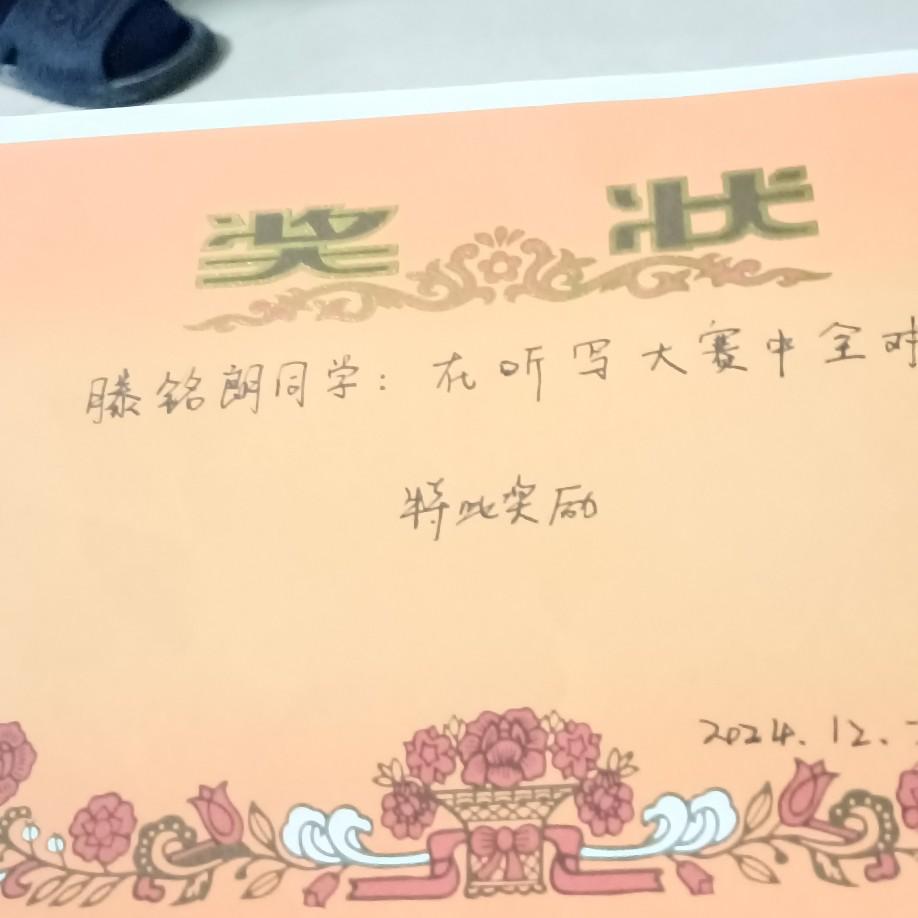 奖状
滕铭朗同学：在听写大赛中全对
特此奖励
2024.12.